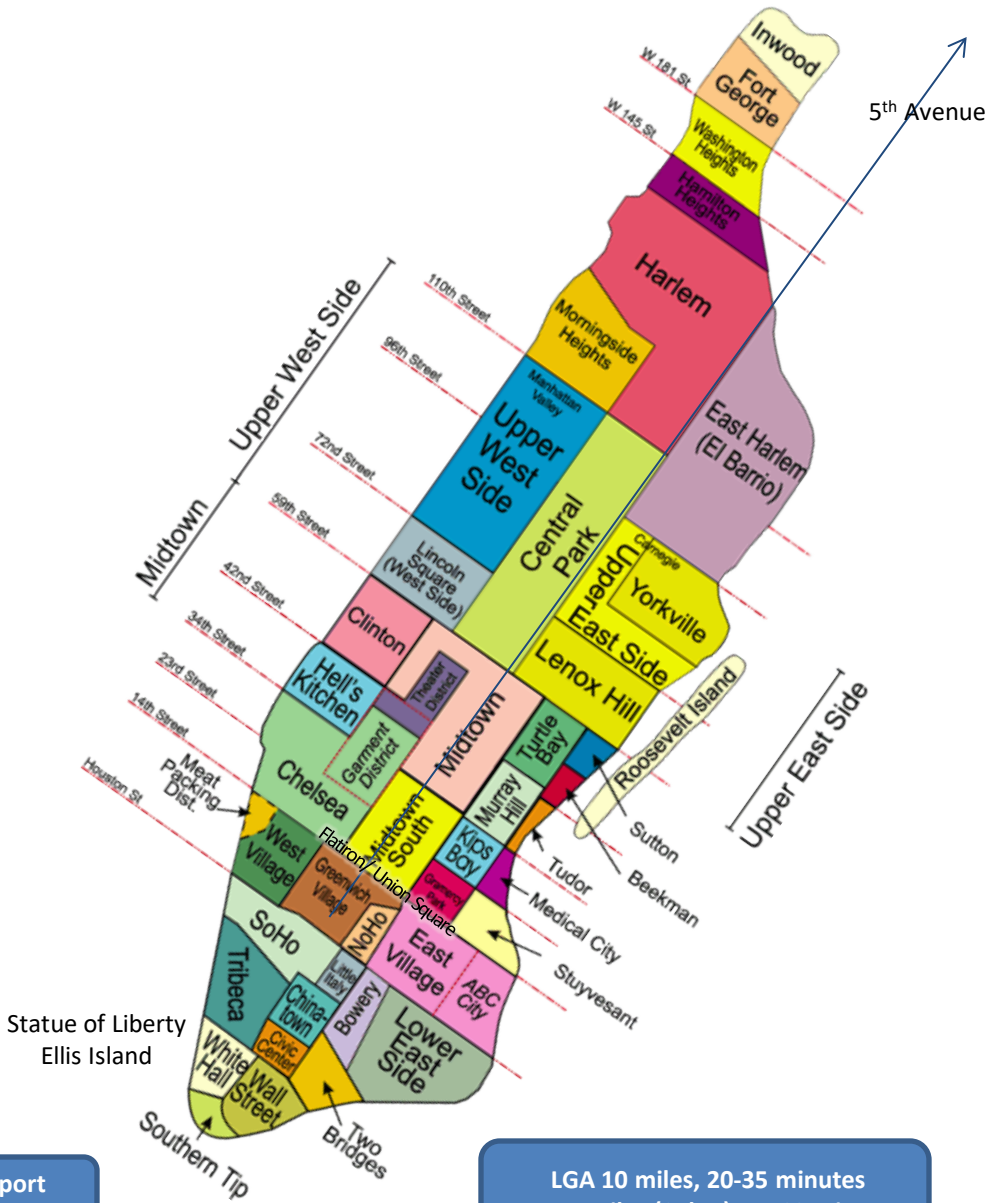 Inwood
W 181 St
Fort
George
5th Avenue
W 145 St
Washington
Heights
Hamilton
Heights
Harlem
Upper West Side
110th Street
Morningside
Heights
96th Street
Manhattan
Valley
Upper
West
Side
East Harlem
(El Barrio)
72nd Street
Central
Park
Midtown
59th Street
Lincoln
Square
(West Side)
Carnegie
Upper
East Side
Yorkville
42nd Street
Clinton
Lenox Hill
34th Street
Hell's
Kitchen
Theater
District
Midtown
Roosevelt Island
Upper East Side
23rd Street
Garment
District
Turtle
Bay
14th Street
Chelsea
Murray
Hill
Houston St
Meat
Packing
Dist.
Midtown
South
Kips
Bay
Sutton
Beekman
Tudor
Medical City
Stuyvesant
West
Village
Flatiron/ Union Square
Greenwich
Village
Gramercy
Park
NoHo
East
Village
ABC
City
SoHo
Little
Italy
Tribeca
China-
town
Bowery
Lower
East
Side
Statue of Liberty
Ellis Island
Civic
Center
White
Hall
Wall
Street
Two
Bridges
Southern Tip
port
LGA 10 miles, 20-35 minutes